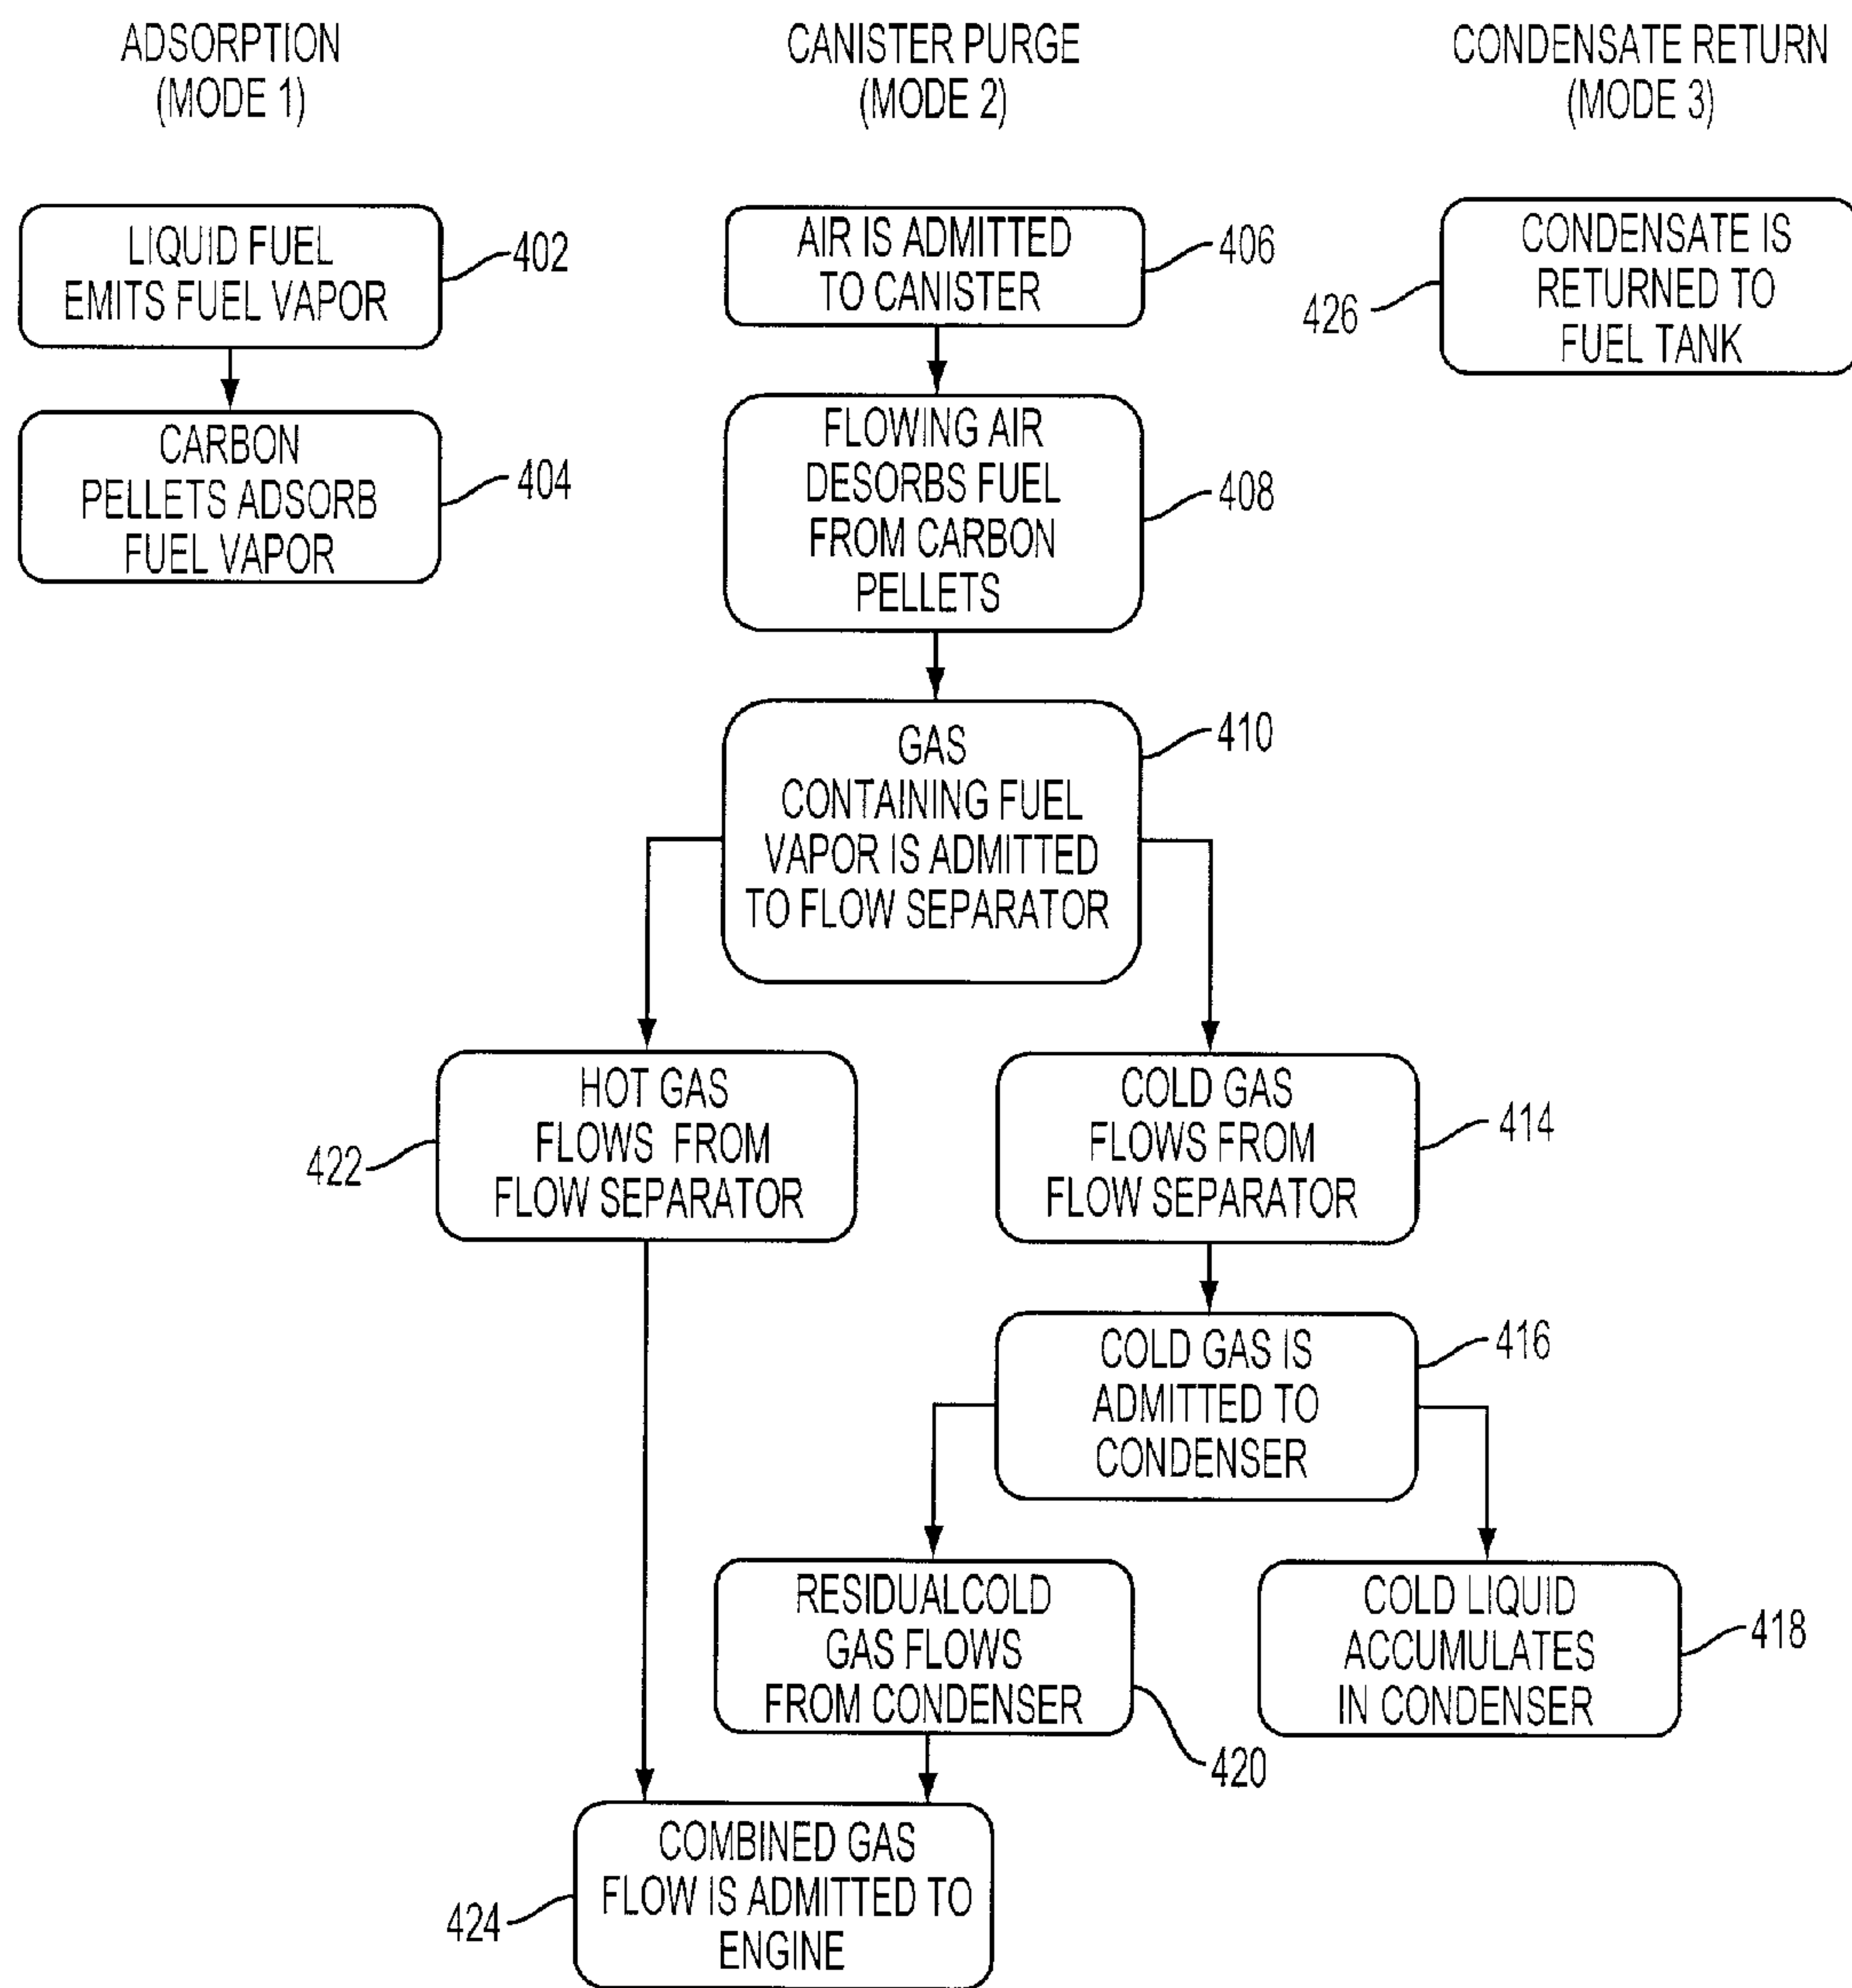 ADSORPTION
(MODE 1)
CANISTER PURGE
(MODE 2)
CONDENSATE RETURN
(MODE 3)
LIQUID FUEL
EMITS FUEL VAPOR
402
CARBON
PELLETS ADSORB
FUEL VAPOR
404
AIR IS ADMITTED
TO CANISTER
406
FLOWING AIR
DESORBS FUEL
FROM CARBON
PELLETS
408
GAS
CONTAINING FUEL
VAPOR IS ADMITTED
TO FLOW SEPARATOR
410
HOT GAS
FLOWS FROM
FLOW SEPARATOR
422
COLD GAS
FLOWS FROM
FLOW SEPARATOR
414
COLD GAS IS
ADMITTED TO
CONDENSER
416
RESIDUALCOLD
GAS FLOWS
FROM CONDENSER
420
COLD LIQUID
ACCUMULATES
IN CONDENSER
418
COMBINED GAS
FLOW IS ADMITTED TO
ENGINE
424
CONDENSATE IS
RETURNED TO
FUEL TANK
426